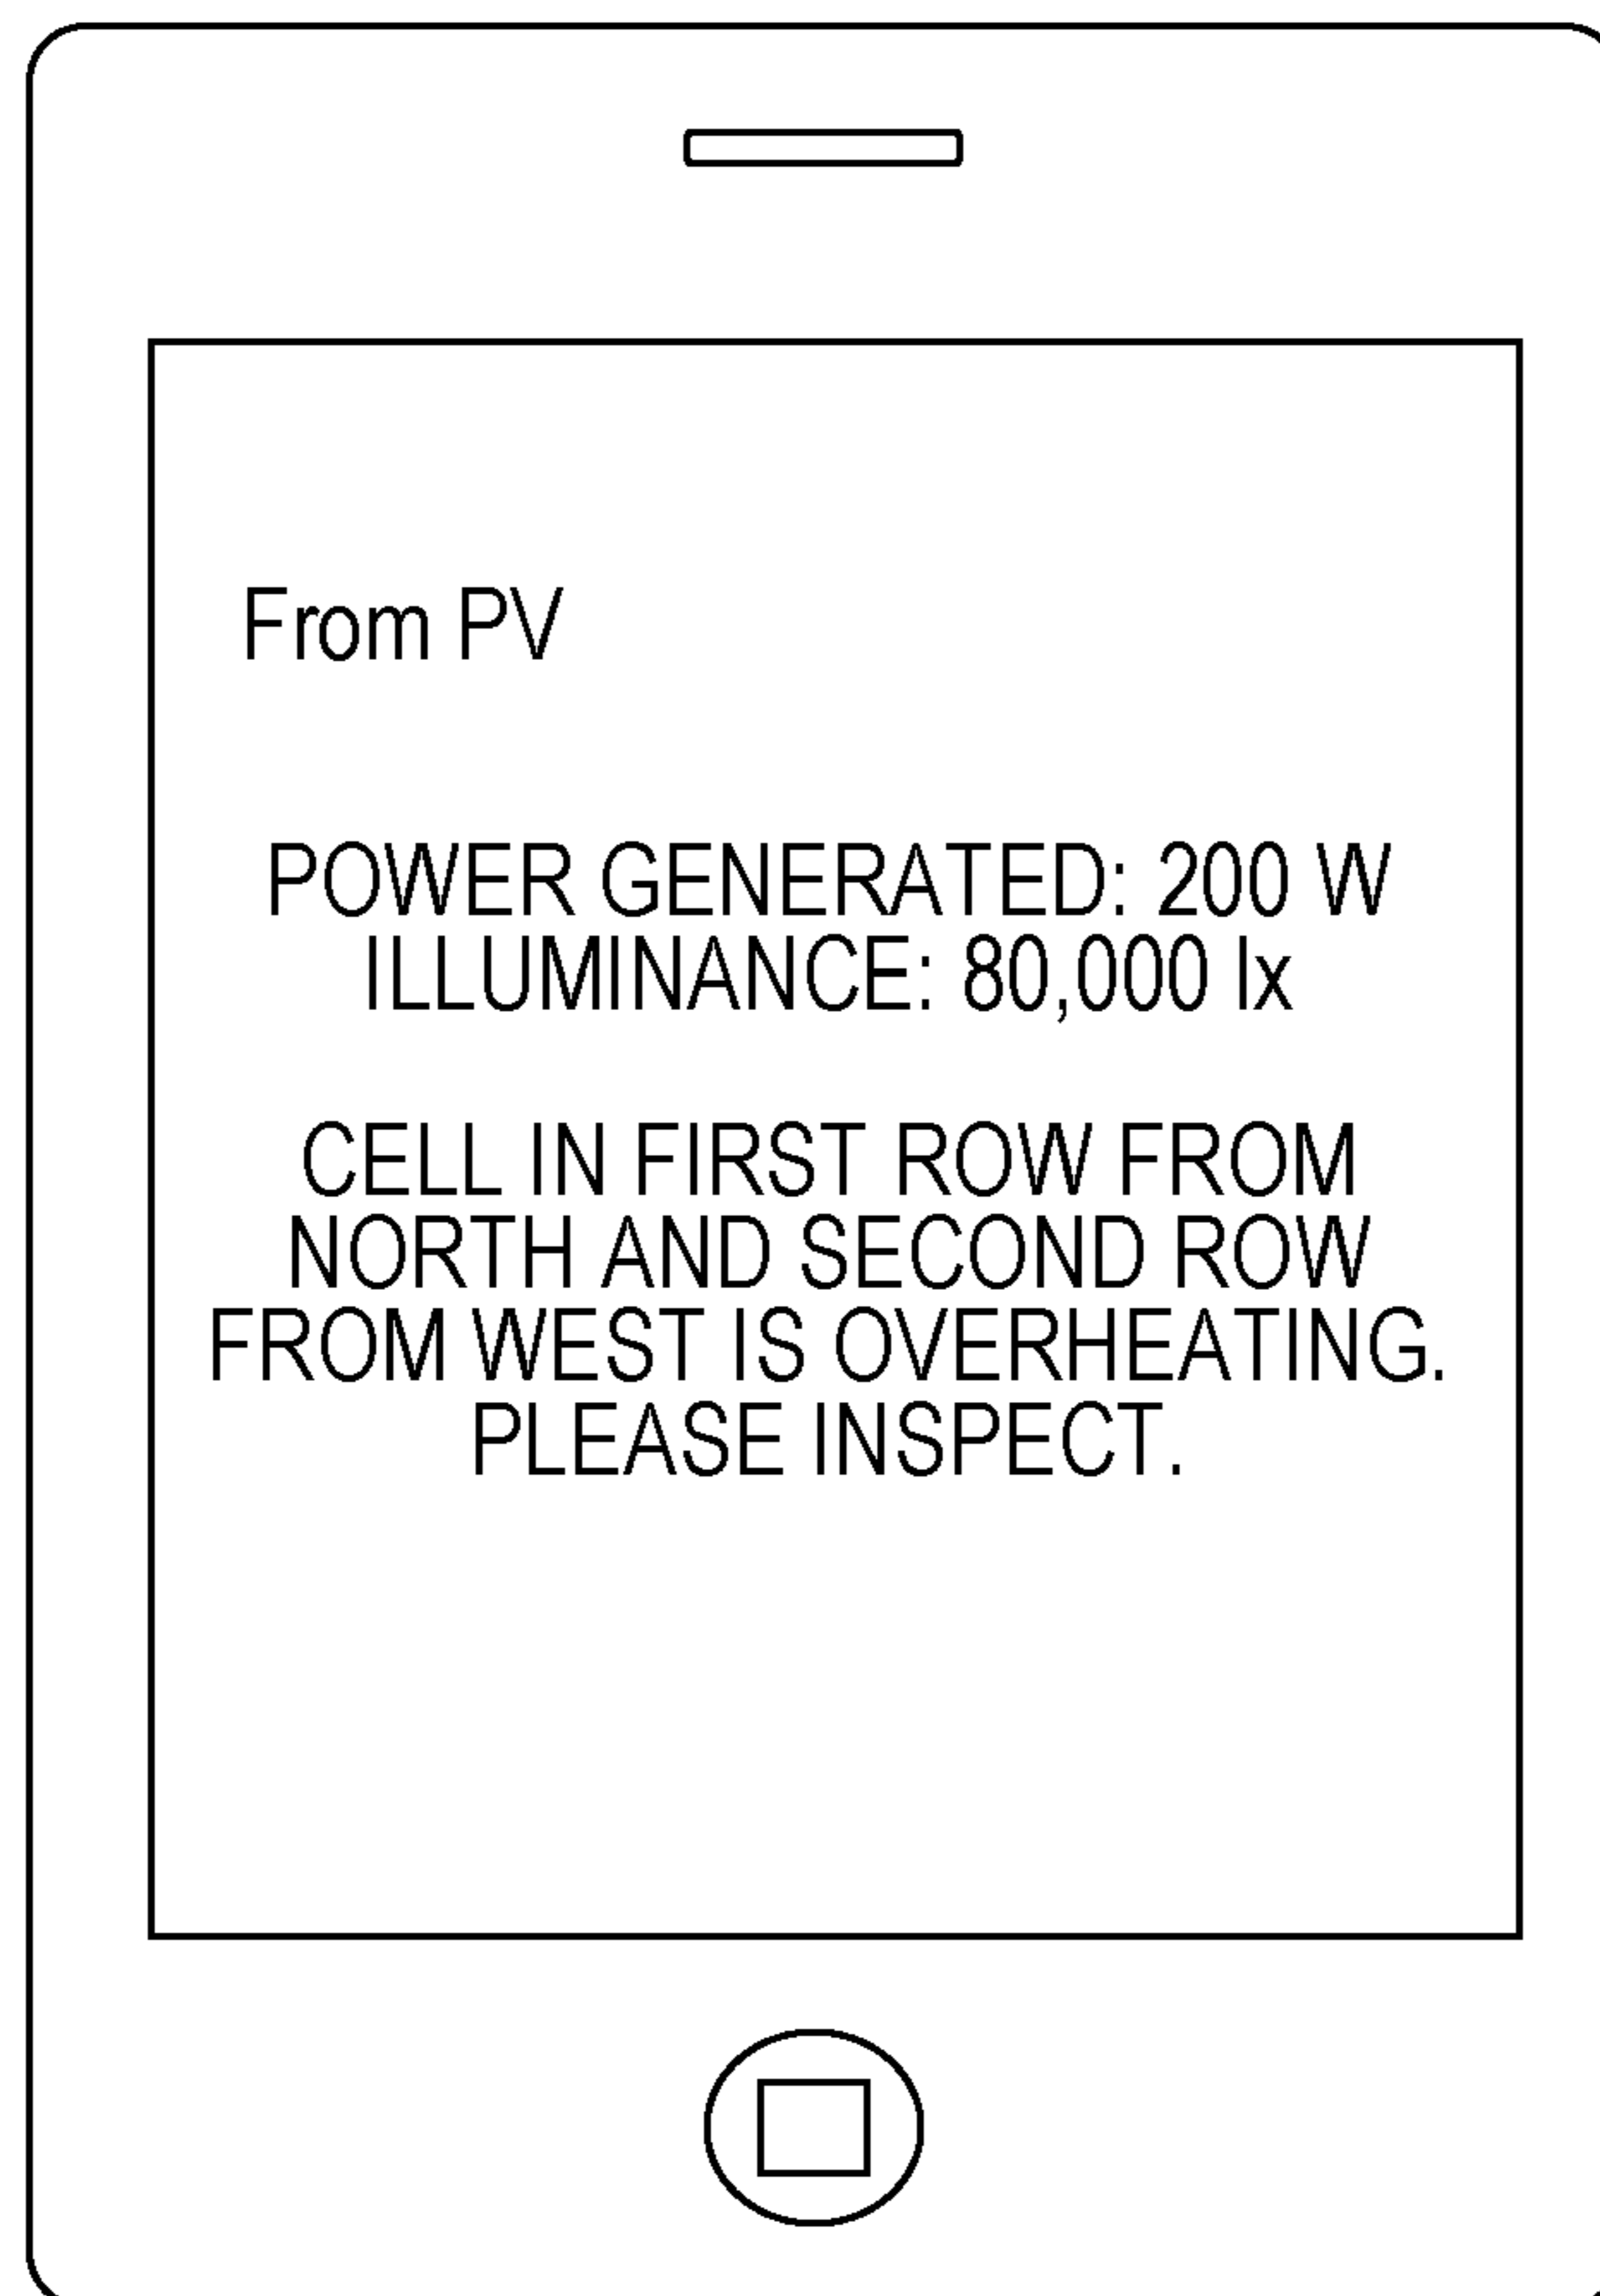 From PV
POWER GENERATED: 200 W
ILLUMINANCE: 80,000 lx
CELL IN FIRST ROW FROM
NORTH AND SECOND ROW
FROM WEST IS OVERHEATING.
PLEASE INSPECT.